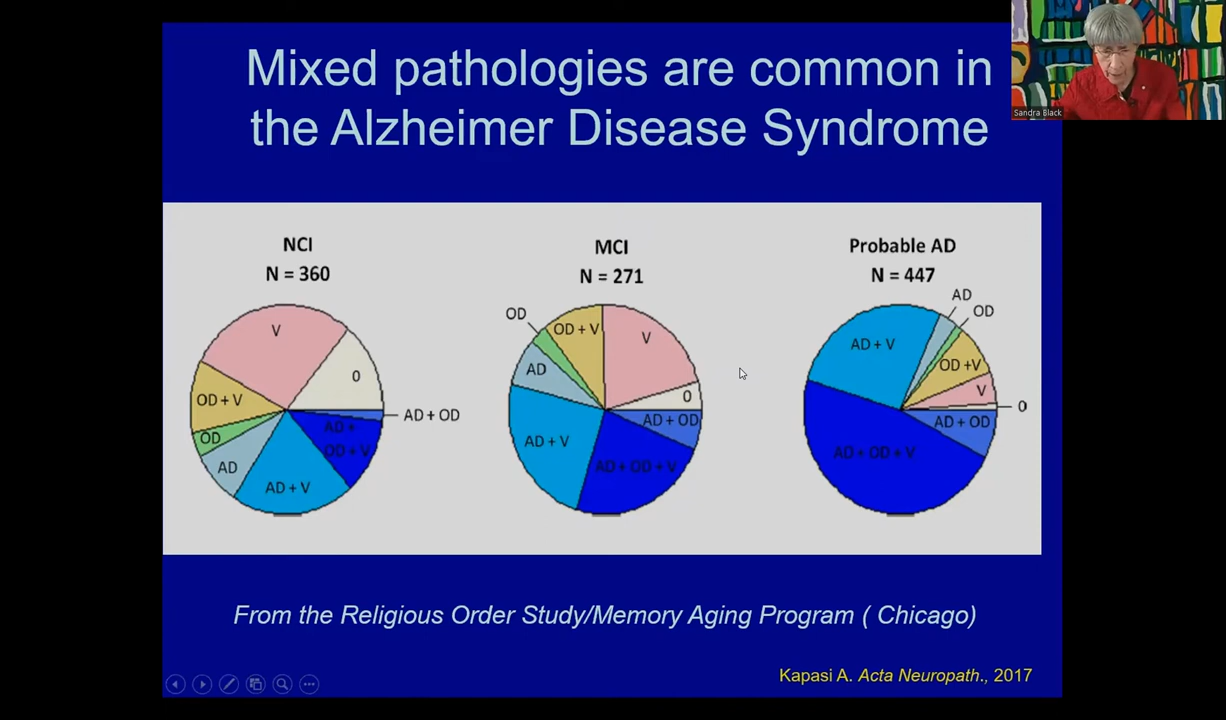 Mixed pathologies are common in
the Alzheimer Disease Syndrome
Sandra Black
NCI
N = 360
V
0
OD + V
OD
AD
AD + V
AD +
OD + V
AD + OD
MCI
N = 271
OD
OD + V
V
AD
0
AD + OD
AD + V
AD + OD + V
Probable AD
N = 447
AD
OD
AD + V
OD +V
V
0
AD + OD
AD + OD + V
From the Religious Order Study/Memory Aging Program ( Chicago)
Kapasi A. Acta Neuropath., 2017